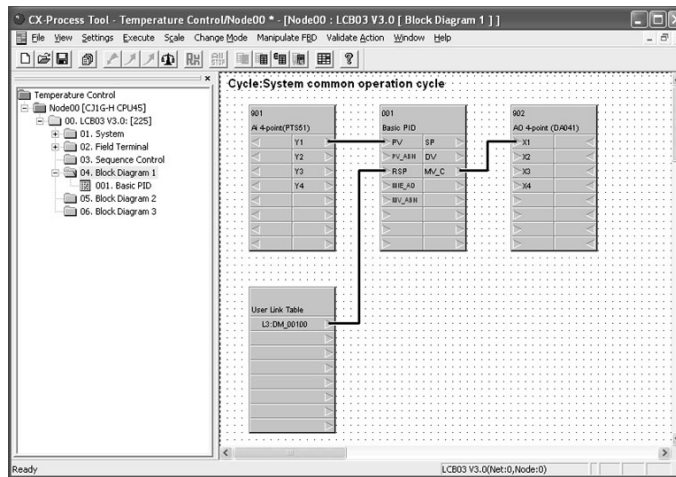 CX-Process Tool - Temperature Control/Node00 * - [Node00 : LCB03 V3.0 [ Block Diagram 1 ] ]
File View Settings Execute Scale Change Mode Manipulate FBD Validate Action Window Help
Temperature Control
Node00 [CJ1G-H CPU45]
00. LCB03 V3.0: [225]
01. System
02. Field Terminal
03. Sequence Control
04. Block Diagram 1
001. Basic PID
05. Block Diagram 2
06. Block Diagram 3
Cycle:System common operation cycle
901
AI 4-point(PTS51)
Y1
Y2
Y3
Y4
001
Basic PID
PV SP
PV_ASH DV
RSP MV_C
MV_ASH
902
AO 4-point (DA041)
X1
X2
X3
X4
User Link Table
L3:DM_00100
Ready
LCB03 V3.0(Net:0,Node:0)